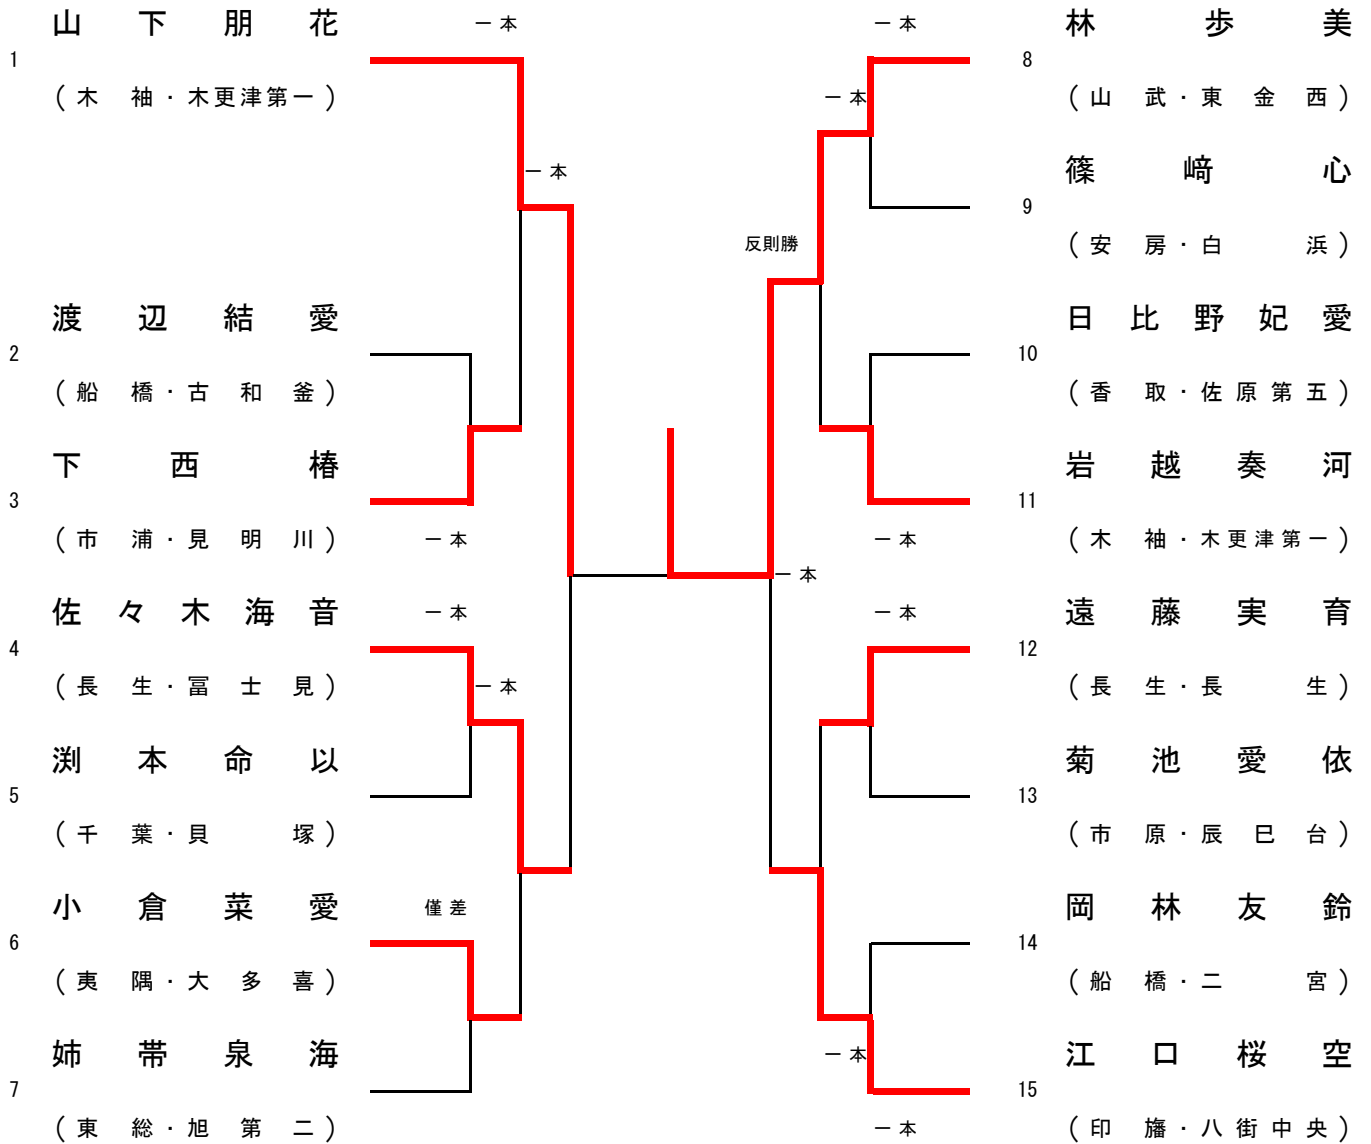 山下朋花
一本
1
(木袖・木更津第一)
一本
渡辺結愛
2
(船橋・古和釜)
下西椿
3
(市浦・見明川)
一本
佐々木海音
一本
4
(長生・冨士見)
一本
渕本命以
5
(千葉・貝塚)
小倉菜愛
僅差
6
(夷隅・大多喜)
姉帯泉海
7
(東総・旭第二)
一本
林歩美
8
一本
(山武・東金西)
篠﨑心
9
反則勝
(安房・白浜)
日比野妃愛
10
(香取・佐原第五)
岩越奏河
11
一本
(木袖・木更津第一)
一本
一本
遠藤実育
12
(長生・長生)
菊池愛依
13
(市原・辰巳台)
岡林友鈴
14
(船橋・二宮)
一本
江口桜空
15
一本
(印旛・八街中央)